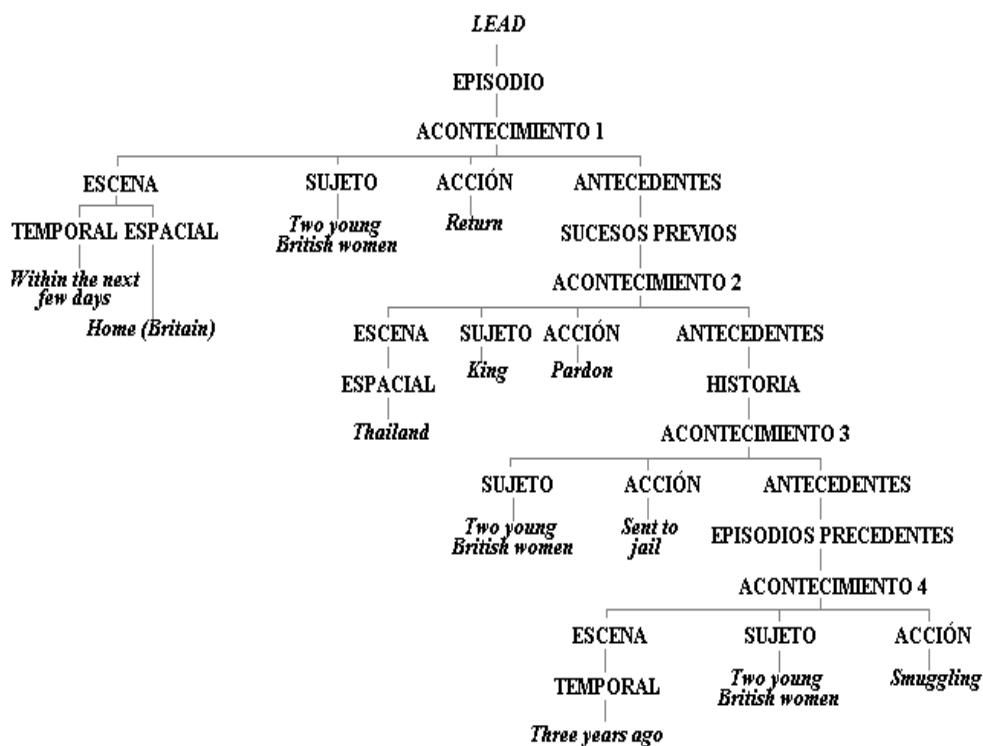 LEAD
EPISODIO
ACONTECIMIENTO 1
ESCENA SUJETO ACCIÓN ANTECEDENTES
TEMPORAL ESPACIAL Two young British women Return SUCESOS PREVIOS
Within the next
few days
Home (Britain)
ACONTECIMIENTO 2
ESCENA SUJETO ACCIÓN ANTECEDENTES
ESPACIAL King Pardon HISTORIA
Thailand
ACONTECIMIENTO 3
SUJETO ACCIÓN ANTECEDENTES
Two young
British women
Sent to
jail
EPISODIOS PRECEDENTES
ACONTECIMIENTO 4
ESCENA SUJETO ACCIÓN
TEMPORAL
Two young
British women
Smuggling
Three years ago